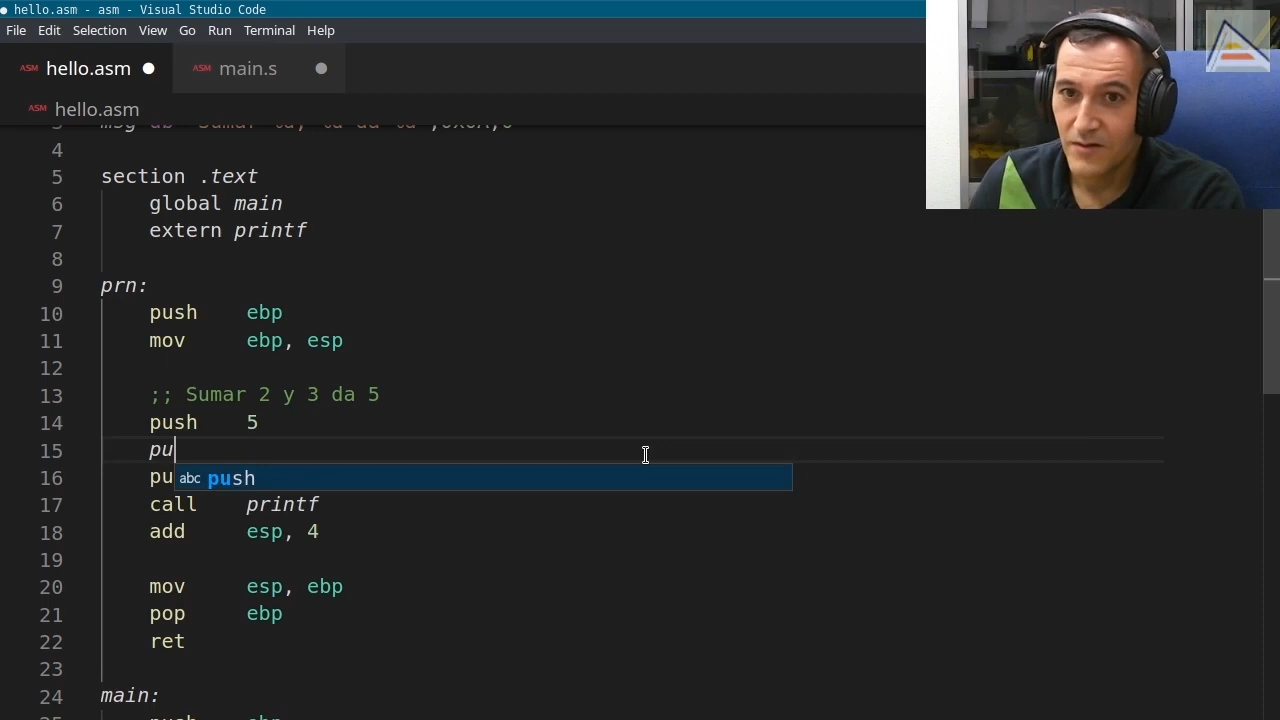 hello.asm - asm - Visual Studio Code
File Edit Selection View Go Run Terminal Help
ASM hello.asm ASM main.s
ASM hello.asm
4
5 section .text
6 global main
7 extern printf
8
9 prn:
10 push ebp
11 mov ebp, esp
12
13 ;; Sumar 2 y 3 da 5
14 push 5
15 pu
abc push
16 pu
17 call printf
18 add esp, 4
19
20 mov esp, ebp
21 pop ebp
22 ret
23
24 main: